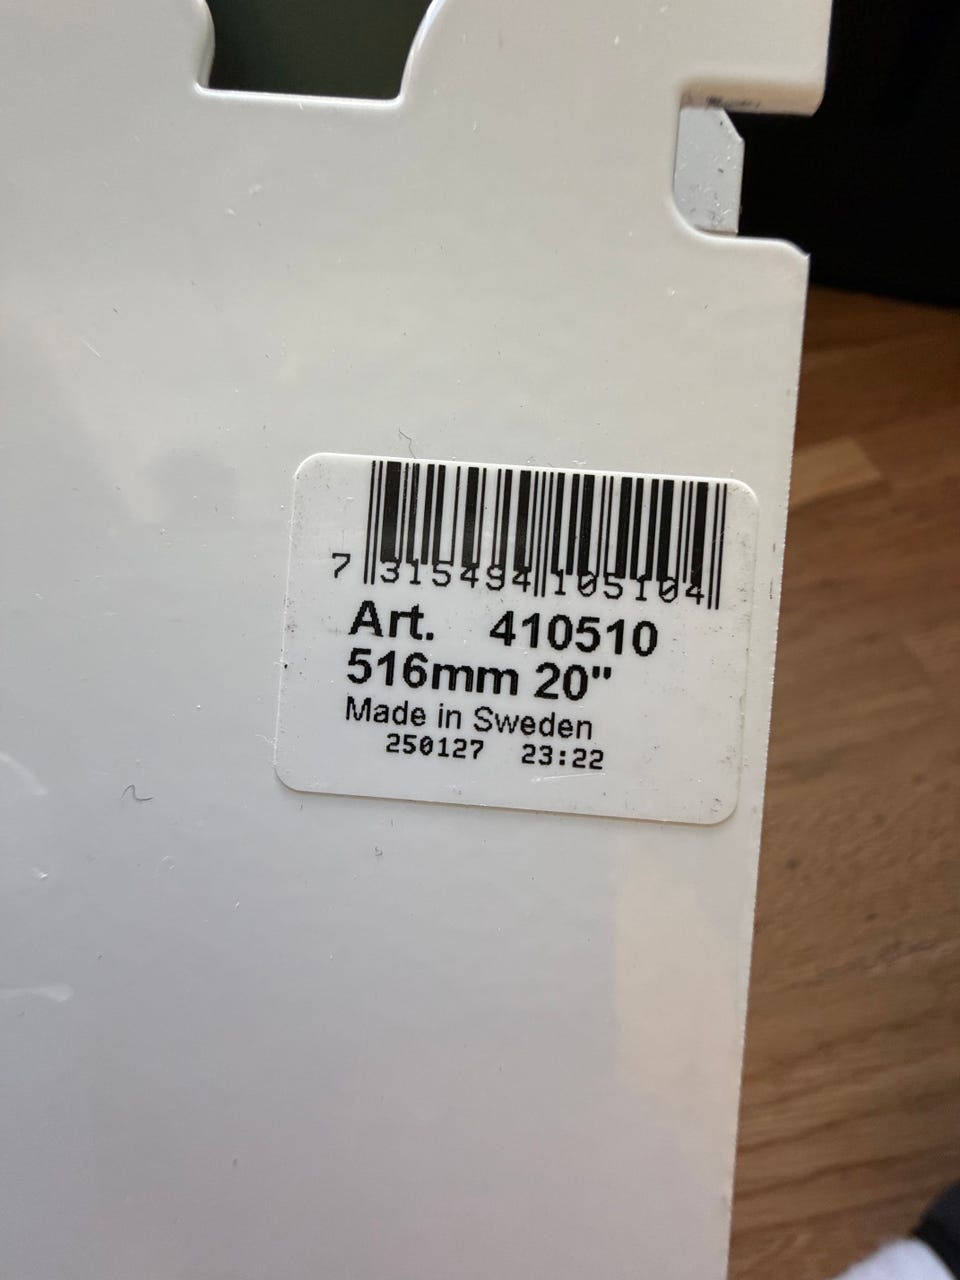 7 315494 105104
Art. 410510
516mm 20"
Made in Sweden
250127 23:22